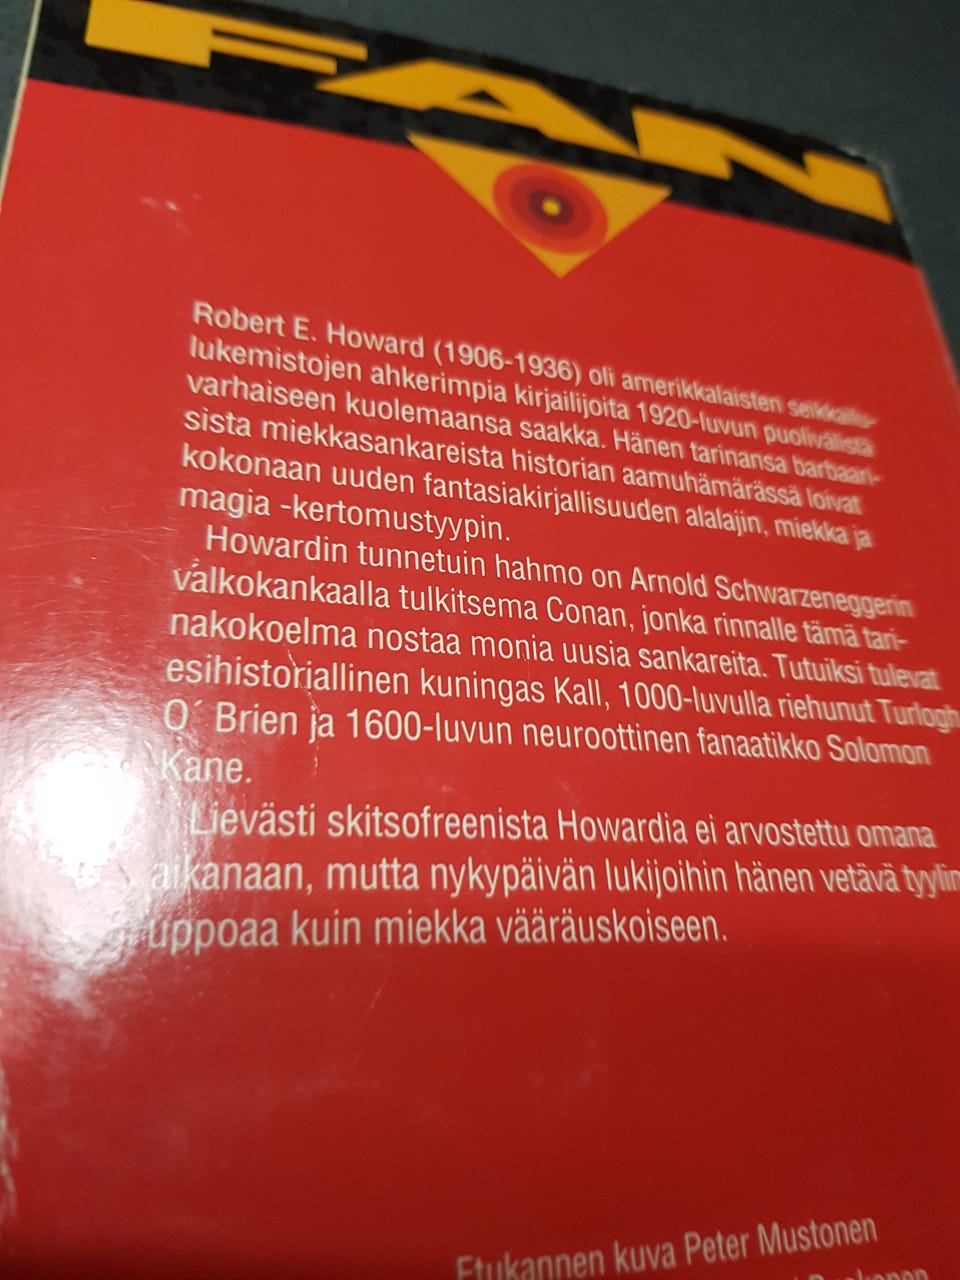 FAN
Robert E. Howard (1906-1936) oli amerikkalaisten seikkailu-
lukemistojen ahkerimpia kirjailijoita 1920-luvun puolivälistä
varhaiseen kuolemaansa saakka. Hänen tarinansa barbaari-
sista miekkasankareista historian aamuhämärässä loivat
kokonaan uuden fantasiakirjallisuuden alalajin, miekka ja
magia -kertomustyypin.
Howardin tunnetuin hahmo on Arnold Schwarzeneggerin
valkokankaalla tulkitsema Conan, jonka rinnalle tämä tari-
nakokoelma nostaa monia uusia sankareita. Tutuiksi tulevat
esihistoriallinen kuningas Kall, 1000-luvulla riehunut Turlogh
O´ Brien ja 1600-luvun neuroottinen fanaatikko Solomon
Kane.
Lievästi skitsofreenista Howardia ei arvostettu omana
aikanaan, mutta nykypäivän lukijoihin hänen vetävä tyylin
uppoaa kuin miekka vääräuskoiseen.
Etukannen kuva Peter Mustonen